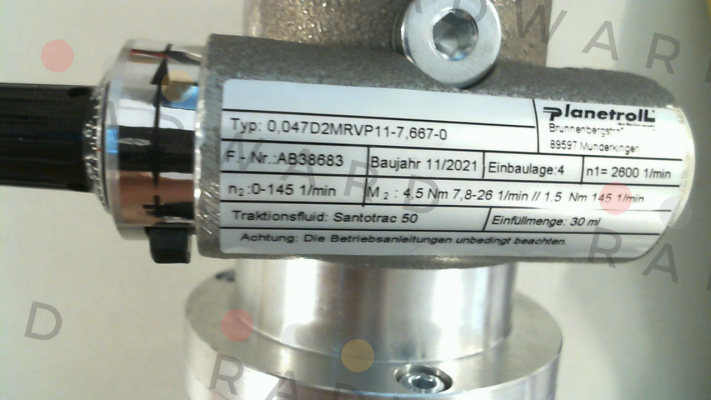 Planetroll
Typ: 0,047D2MRVP11-7,667-0
89597 Munderkingen
F.- Nr.:AB38683 Baujahr 11/2021 Einbaulage:4 n1= 2600 1/min
n2:0-145 1/min M2 : 4,5 Nm 7,8-26 1/min // 1,5 Nm 145 1/min
Traktionsfluid: Santotrac 50 Einfüllmenge: 30 ml
Achtung: Die Betriebsanleitungen unbedingt beachten.